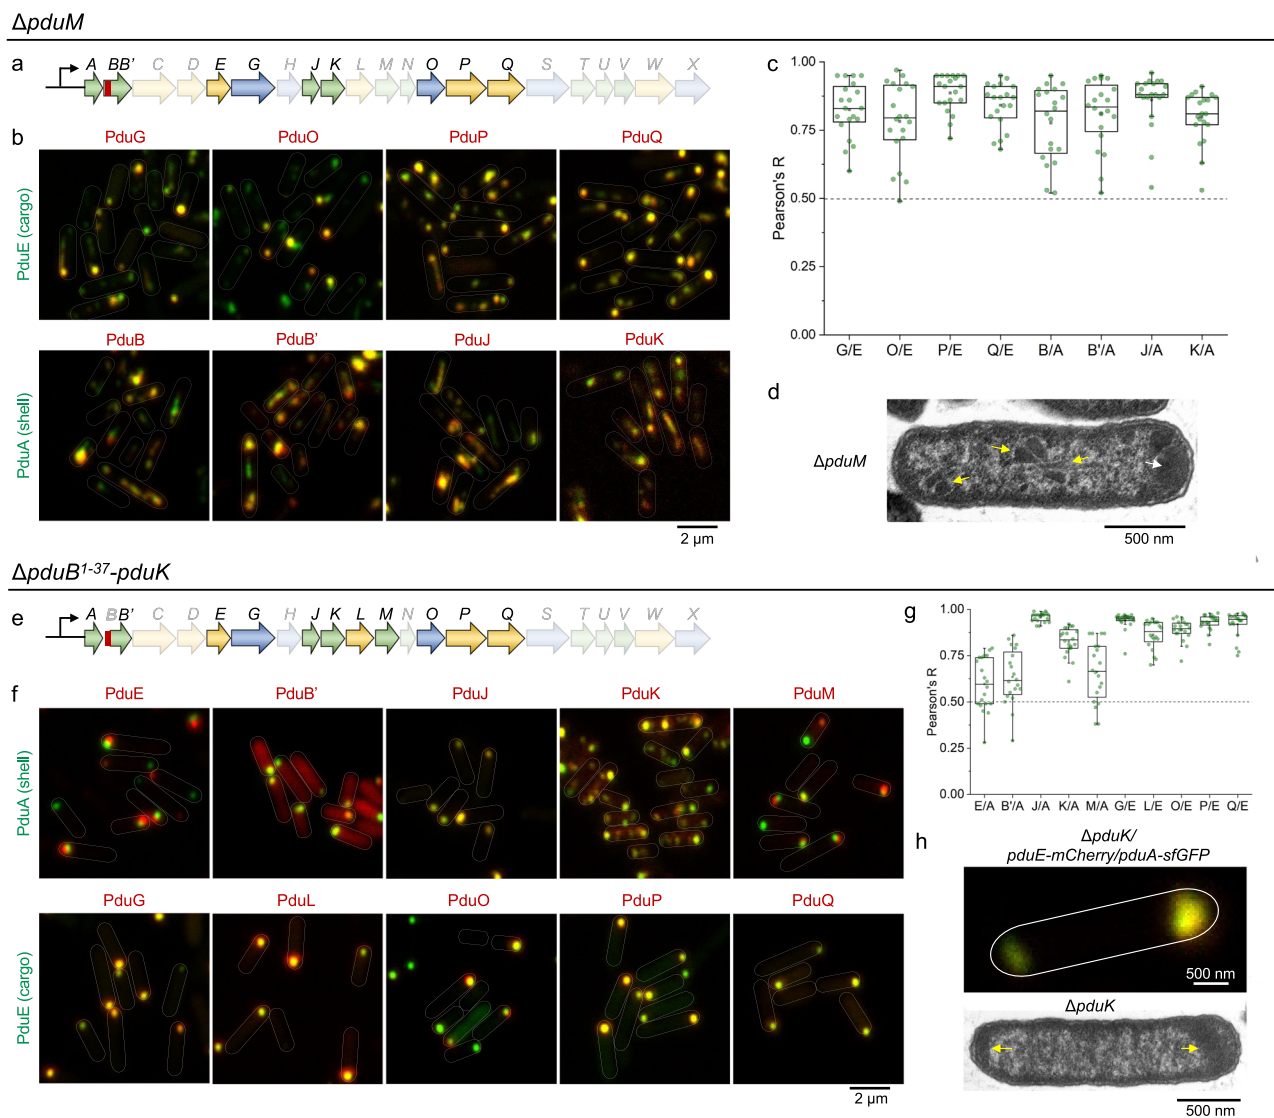 ΔpduM
a
A B B' C D E G H J K L M N O P Q S T U V W X
b
PduG PduO PduP PduQ
PduE (cargo)
PduB PduB' PduJ PduK
PduA (shell)
2 µm
c
1.00
0.75
0.50
0.25
0.00
Pearson's R
G/E O/E P/E Q/E B/A B'/A J/A K/A
d
ΔpduM
500 nm
ΔpduB1-37-pduK
e
A B B' C D E G H J K L M N O P Q S T U V W X
f
PduE PduB' PduJ PduK PduM
PduA (shell)
PduG PduL PduO PduP PduQ
PduE (cargo)
2 µm
g
1.00
0.75
0.50
0.25
0.00
Pearson's R
E/A B'/A J/A K/A M/A G/E L/E O/E P/E Q/E
h
ΔpduK/
pduE-mCherry/pduA-sfGFP
500 nm
ΔpduK
500 nm